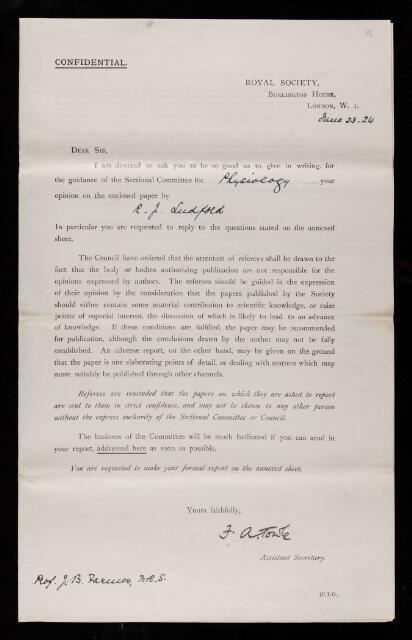 15
CONFIDENTIAL.
ROYAL SOCIETY,
BURLINGTON HOUSE,
LONDON, W. 1.
June 23. 24
DEAR SIR,
I am directed to ask you to be so good as to give in writing, for
the guidance of the Sectional Committee for Physiology your
opinion on the enclosed paper by
R. J. Ludford
In particular you are requested to reply to the questions stated on the annexed
sheet.
The Council have ordered that the attention of referees shall be drawn to the
fact that the body or bodies authorising publication are not responsible for the
opinions expressed by authors. The referees should be guided in the expression
of their opinion by the consideration that the papers published by the Society
should either contain some material contribution to scientific knowledge, or raise
points of especial interest, the discussion of which is likely to lead to an advance
of knowledge. If these conditions are fulfilled, the paper may be recommended
for publication, although the conclusions drawn by the author may not be fully
established. An adverse report, on the other hand, may be given on the ground
that the paper is one elaborating points of detail, or dealing with matters which may
more suitably be published through other channels.
Referees are reminded that the papers on which they are asked to report
are sent to them in strict confidence, and may not be shown to any other person
without the express authority of the Sectional Committee or Council.
The business of the Committee will be much facilitated if you can send in
your report, addressed here as soon as possible.
You are requested to make your formal report on the annexed sheet.
Yours faithfully,
F. A. Towle
Assistant Secretary.
Prof. J. B. Farmer, F.R.S.
[P.T.O.